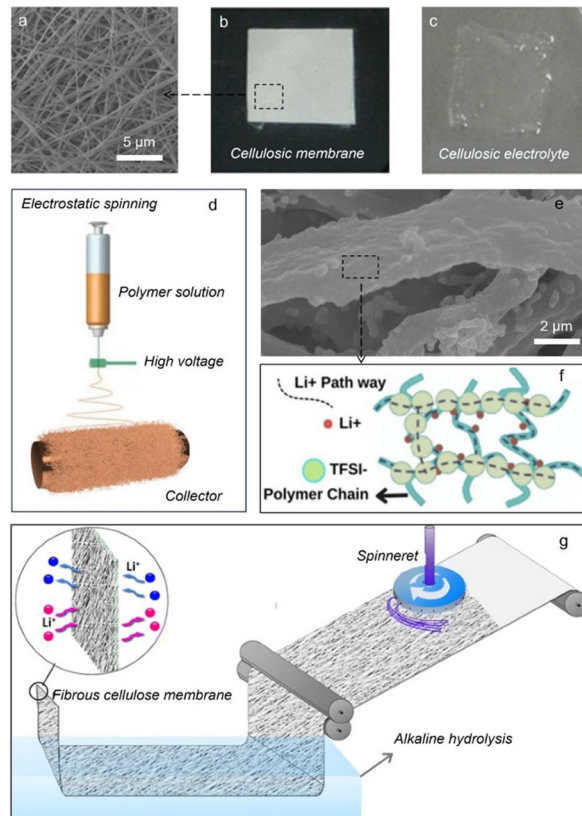 a
b
c
5 μm
Cellulosic membrane
Cellulosic electrolyte
Electrostatic spinning
d
Polymer solution
High voltage
Collector
e
2 μm
f
Li+ Path way
Li+
TFSI-
Polymer Chain
g
Spinneret
Li⁺
Li⁺
Fibrous cellulose membrane
Alkaline hydrolysis